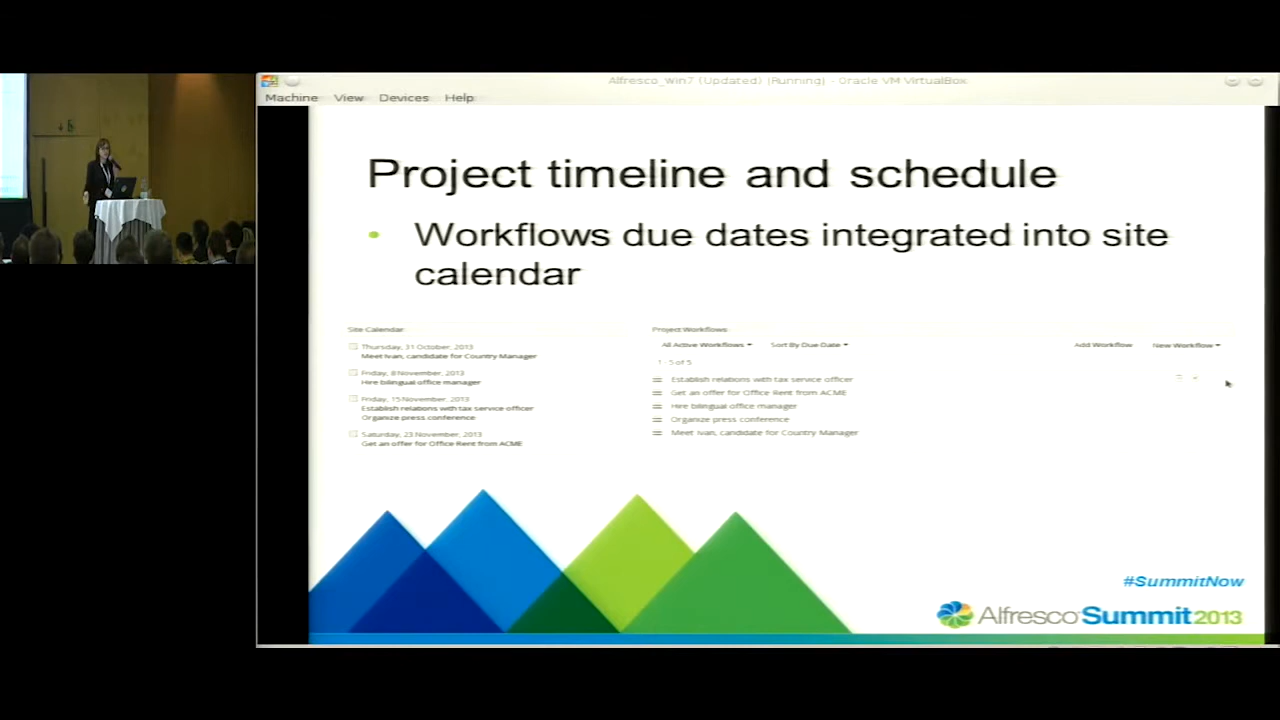 Alfresco_Win7 (Updated) [Running] - Oracle VM VirtualBox
Machine View Devices Help
Project timeline and schedule
• Workflows due dates integrated into site
calendar
Site Calendar
Thursday, 31 October, 2013
Meet Ivan, candidate for Country Manager
Friday, 8 November, 2013
Hire bilingual office manager
Friday, 15 November, 2013
Establish relations with tax service officer
Organize press conference
Saturday, 23 November, 2013
Get an offer for Office Rent from ACME
Project Workflows
All Active Workflows Sort By Due Date Add Workflow New Workflow
1 - 5 of 5
Establish relations with tax service officer
Get an offer for Office Rent from ACME
Hire bilingual office manager
Organize press conference
Meet Ivan, candidate for Country Manager
#SummitNow
Alfresco Summit 2013